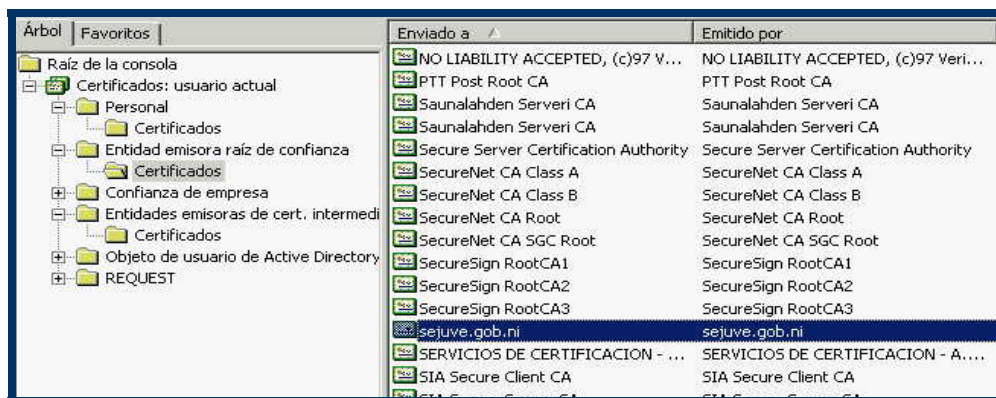 Árbol Favoritos
Raíz de la consola
Certificados: usuario actual
Personal
Certificados
Entidad emisora raíz de confianza
Certificados
Confianza de empresa
Entidades emisoras de cert. intermedi
Certificados
Objeto de usuario de Active Directory
REQUEST
Enviado a Emitido por
NO LIABILITY ACCEPTED, (c)97 V... NO LIABILITY ACCEPTED, (c)97 Veri...
PTT Post Root CA PTT Post Root CA
Saunalahden Serveri CA Saunalahden Serveri CA
Saunalahden Serveri CA Saunalahden Serveri CA
Secure Server Certification Authority Secure Server Certification Authority
SecureNet CA Class A SecureNet CA Class A
SecureNet CA Class B SecureNet CA Class B
SecureNet CA Root SecureNet CA Root
SecureNet CA SGC Root SecureNet CA SGC Root
SecureSign RootCA1 SecureSign RootCA1
SecureSign RootCA2 SecureSign RootCA2
SecureSign RootCA3 SecureSign RootCA3
sejuve.gob.ni sejuve.gob.ni
SERVICIOS DE CERTIFICACION - ... SERVICIOS DE CERTIFICACION - A....
SIA Secure Client CA SIA Secure Client CA